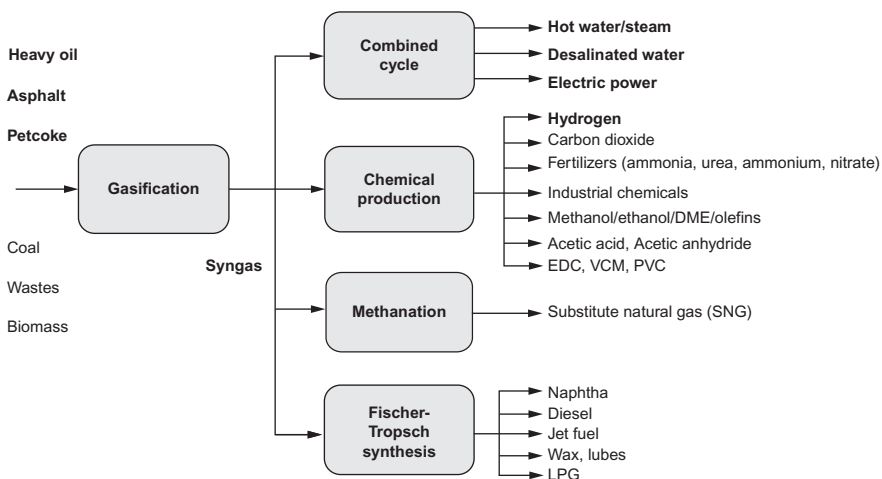 Heavy oil
Asphalt
Petcoke
Coal
Wastes
Biomass
Gasification
Syngas
Combined
cycle
Hot water/steam
Desalinated water
Electric power
Chemical
production
Hydrogen
Carbon dioxide
Fertilizers (ammonia, urea, ammonium, nitrate)
Industrial chemicals
Methanol/ethanol/DME/olefins
Acetic acid, Acetic anhydride
EDC, VCM, PVC
Methanation
Substitute natural gas (SNG)
Fischer-
Tropsch
synthesis
Naphtha
Diesel
Jet fuel
Wax, lubes
LPG